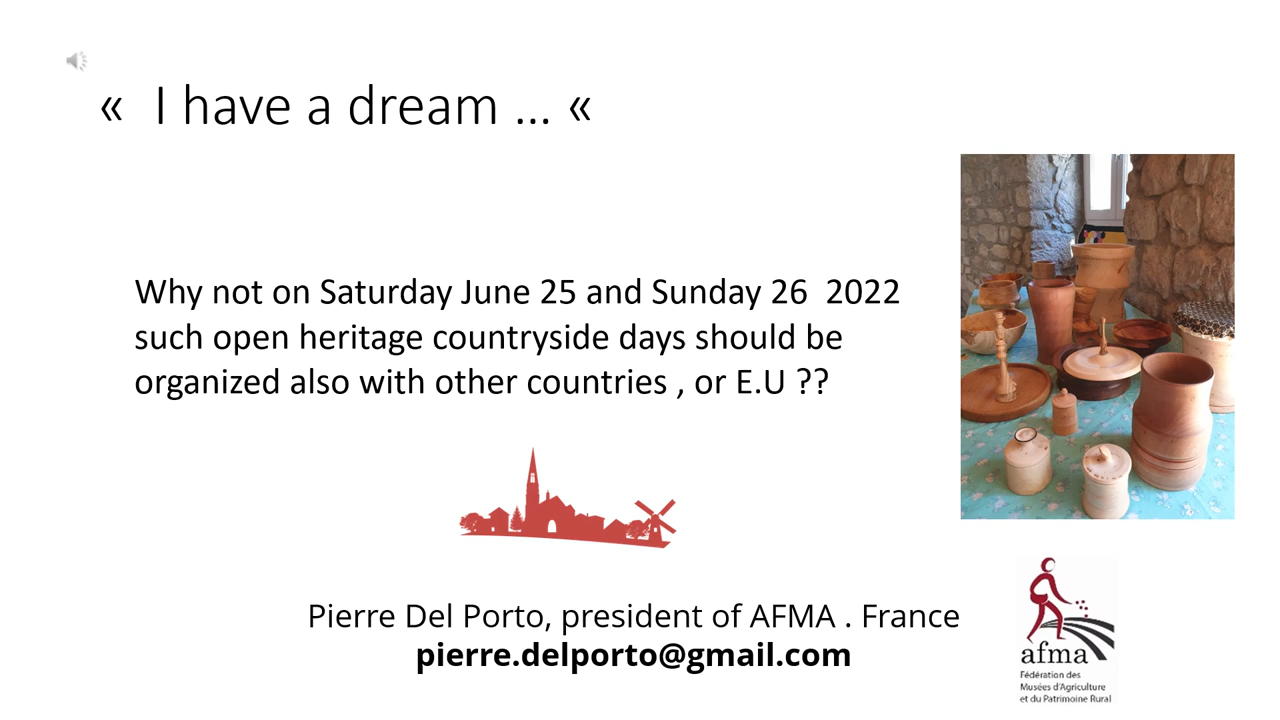 «  I have a dream ... «
Why not on Saturday June 25 and Sunday 26  2022
such open heritage countryside days should be
organized also with other countries , or E.U ??
Pierre Del Porto, president of AFMA . France
pierre.delporto@gmail.com
afma
Fédération des
Musées d'Agriculture
et du Patrimoine Rural